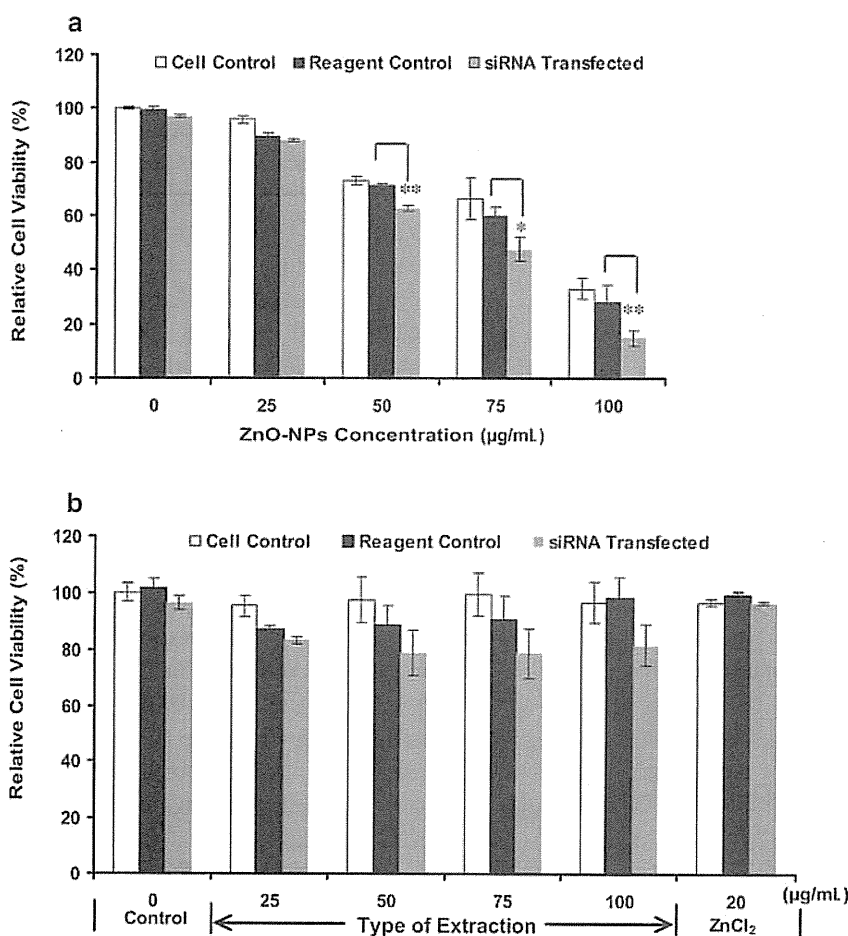 a
120
Cell Control Reagent Control siRNA Transfected
100
80
60
40
20
0
Relative Cell Viability (%)
**
*
**
0 25 50 75 100
ZnO-NPs Concentration (µg/mL)
b
120
Cell Control Reagent Control siRNA Transfected
100
80
60
40
20
0
Relative Cell Viability (%)
0 25 50 75 100 20 (µg/mL)
Control Type of Extraction ZnCl₂